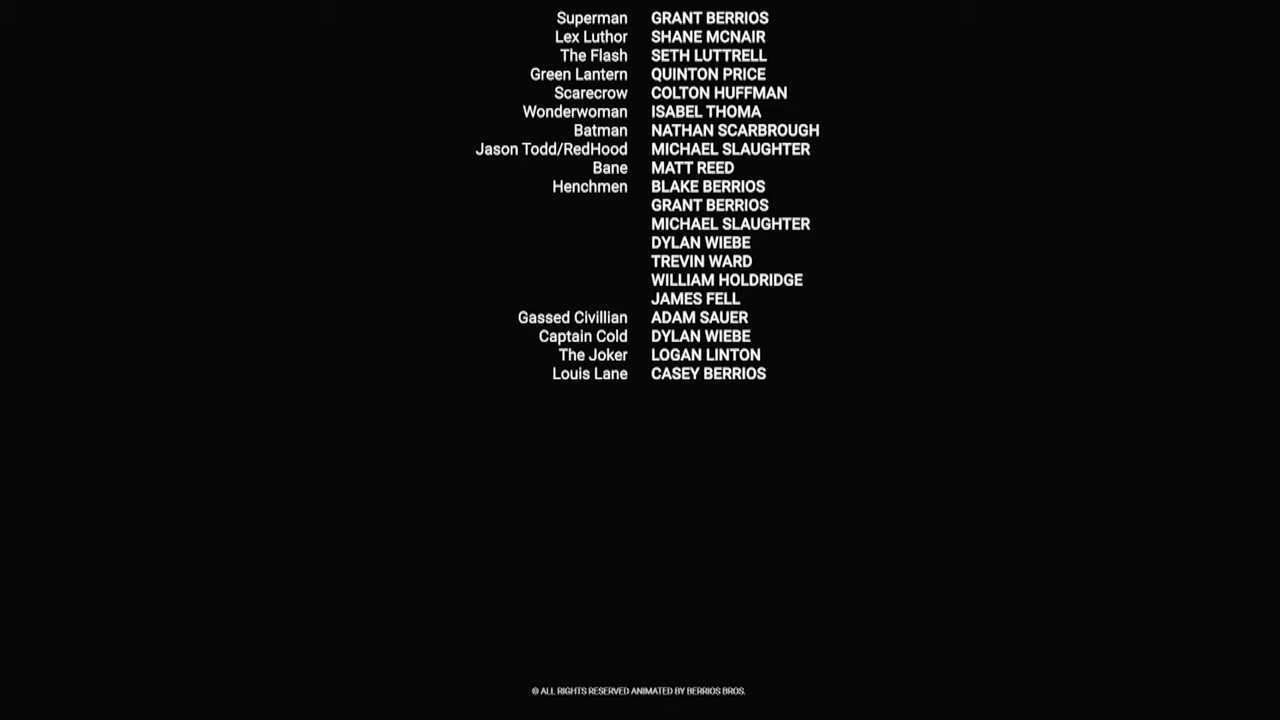 Superman GRANT BERRIOS
Lex Luthor SHANE MCNAIR
The Flash SETH LUTTRELL
Green Lantern QUINTON PRICE
Scarecrow COLTON HUFFMAN
Wonderwoman ISABEL THOMA
Batman NATHAN SCARBROUGH
Jason Todd/RedHood MICHAEL SLAUGHTER
Bane MATT REED
Henchmen BLAKE BERRIOS
GRANT BERRIOS
MICHAEL SLAUGHTER
DYLAN WIEBE
TREVIN WARD
WILLIAM HOLDRIDGE
JAMES FELL
Gassed Civillian ADAM SAUER
Captain Cold DYLAN WIEBE
The Joker LOGAN LINTON
Louis Lane CASEY BERRIOS
© ALL RIGHTS RESERVED ANIMATED BY BERRIOS BROS.